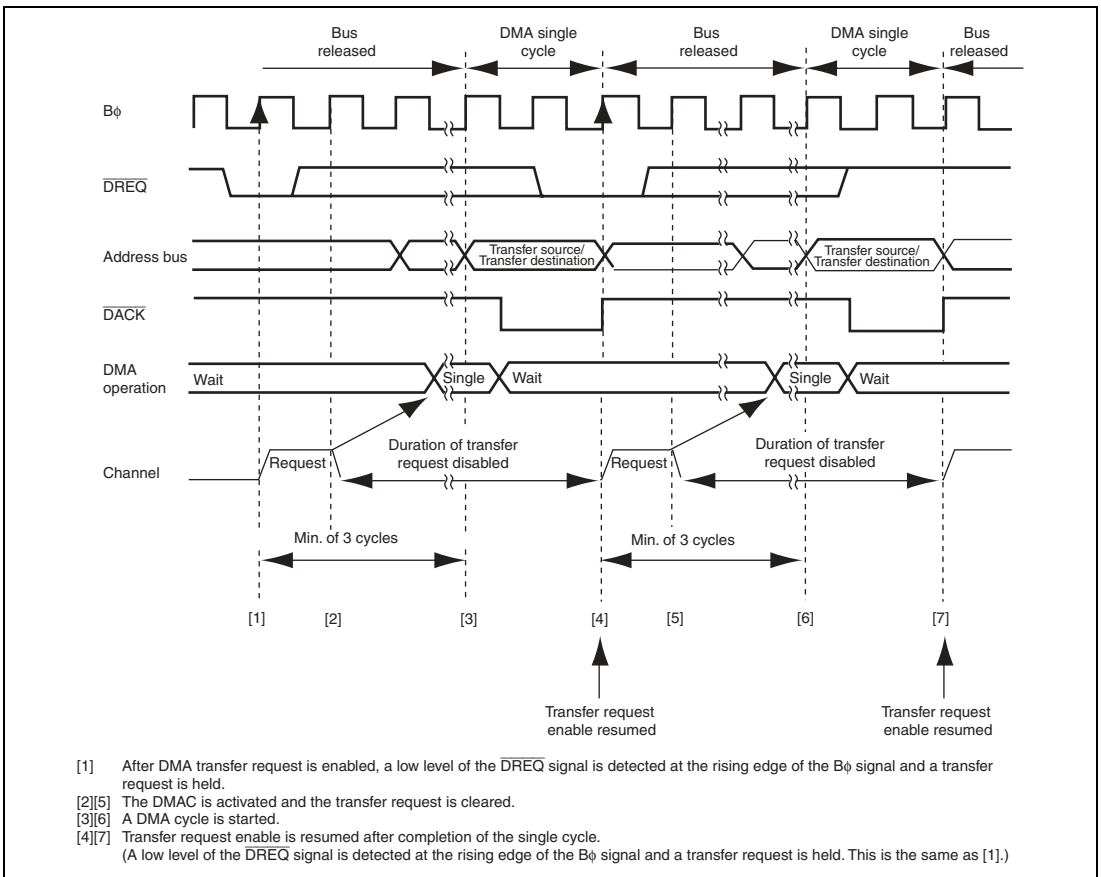 Bus released
DMA single cycle
Bus released
DMA single cycle
Bus released
Bφ
DREQ
Address bus
Transfer source/
Transfer destination
Transfer source/
Transfer destination
DACK
DMA
operation
Wait
Single
Wait
Single
Wait
Channel
Request
Duration of transfer
request disabled
Request
Duration of transfer
request disabled
Min. of 3 cycles
Min. of 3 cycles
[1]
[2]
[3]
[4]
[5]
[6]
[7]
Transfer request
enable resumed
Transfer request
enable resumed
[1] After DMA transfer request is enabled, a low level of the DREQ signal is detected at the rising edge of the Bφ signal and a transfer
request is held.
[2][5] The DMAC is activated and the transfer request is cleared.
[3][6] A DMA cycle is started.
[4][7] Transfer request enable is resumed after completion of the single cycle.
(A low level of the DREQ signal is detected at the rising edge of the Bφ signal and a transfer request is held. This is the same as [1].)